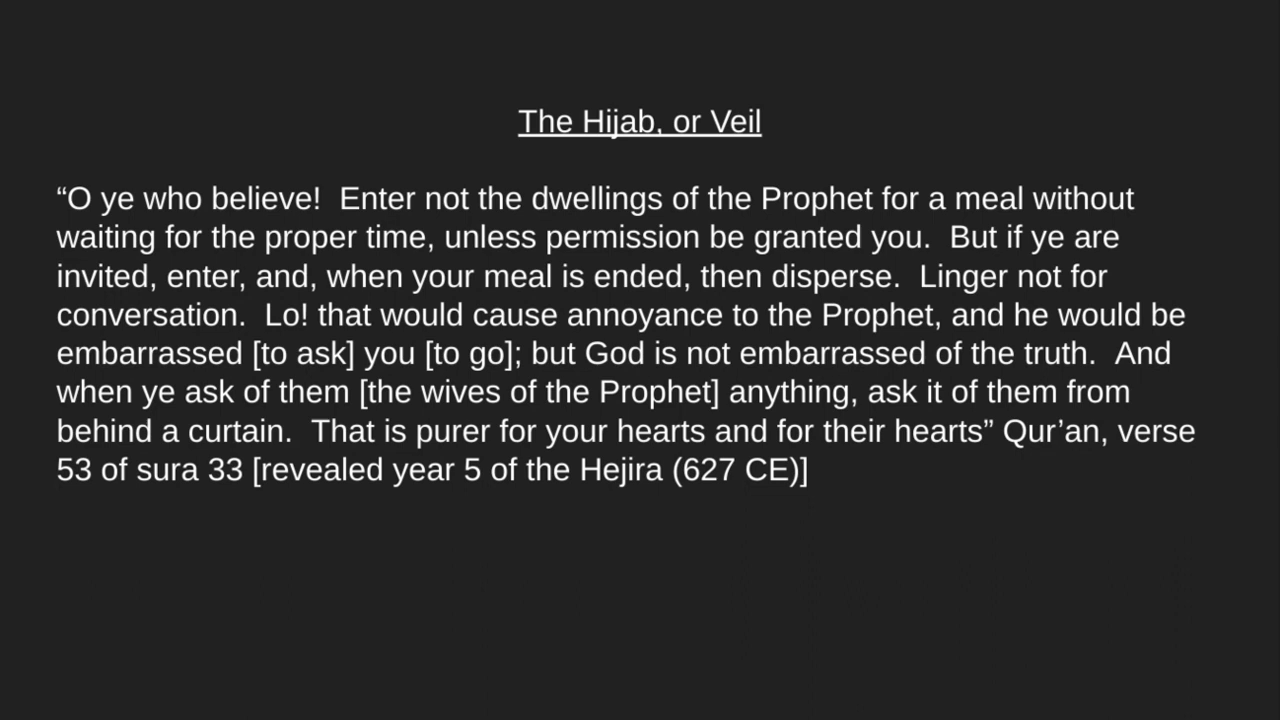 The Hijab, or Veil
“O ye who believe!  Enter not the dwellings of the Prophet for a meal without
waiting for the proper time, unless permission be granted you.  But if ye are
invited, enter, and, when your meal is ended, then disperse.  Linger not for
conversation.  Lo! that would cause annoyance to the Prophet, and he would be
embarrassed [to ask] you [to go]; but God is not embarrassed of the truth.  And
when ye ask of them [the wives of the Prophet] anything, ask it of them from
behind a curtain.  That is purer for your hearts and for their hearts” Qur’an, verse
53 of sura 33 [revealed year 5 of the Hejira (627 CE)]